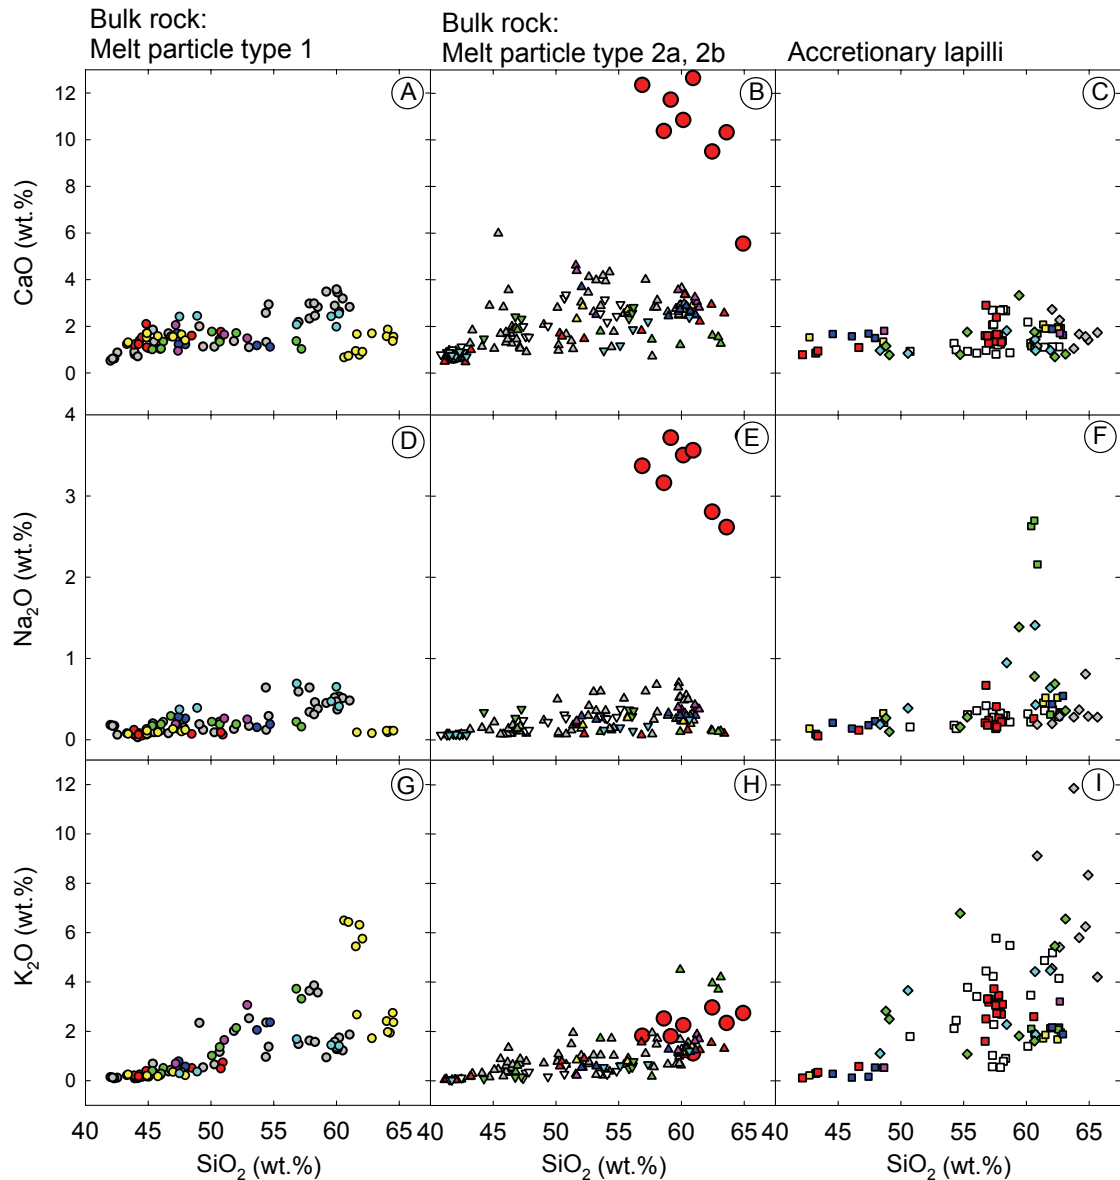 Bulk rock:
Melt particle type 1
Bulk rock:
Melt particle type 2a, 2b
Accretionary lapilli
A
B
C
12
10
8
6
4
2
0
CaO (wt.%)
D
E
F
4
3
2
1
0
Na₂O (wt.%)
G
H
I
12
10
8
6
4
2
0
K₂O (wt.%)
40 45 50 55 60 65 40 45 50 55 60 65 40 45 50 55 60 65
SiO₂ (wt.%) SiO₂ (wt.%) SiO₂ (wt.%)